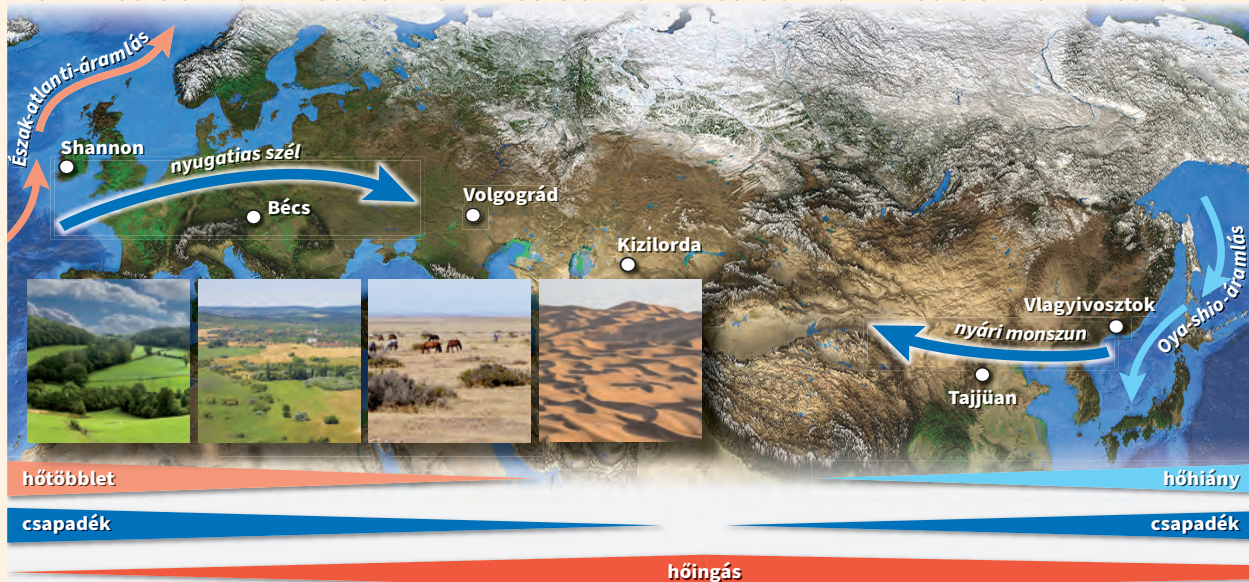 Észak-atlanti-áramlás
Shannon
nyugatias szél
Bécs
Volgográd
Kizilorda
Vlagyivosztok
nyári monszun
Tajjüan
Oya-shio-áramlás
hőtöbblet
hőhiány
csapadék
csapadék
hőingás